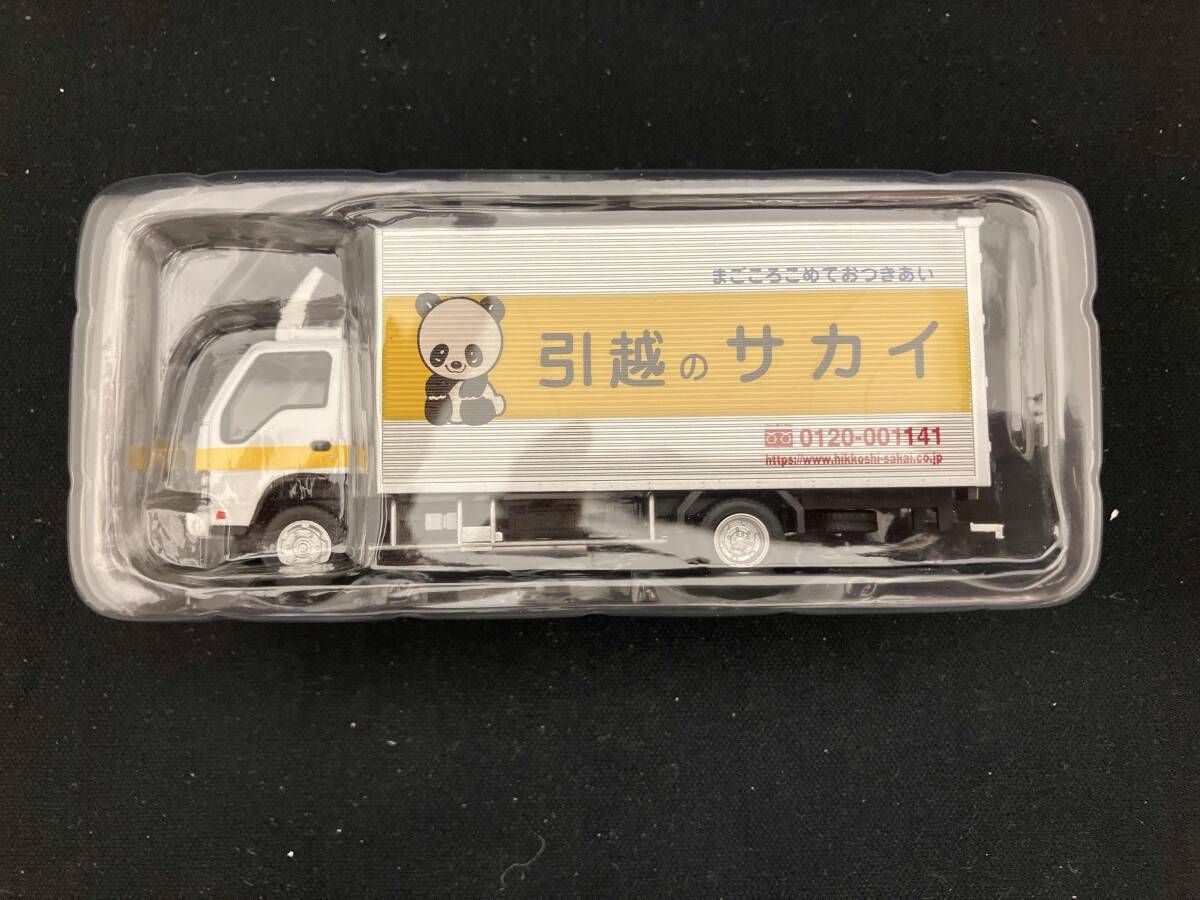 まごころこめておつきあい
引越のサカイ
0120-001141
https://www.hikkoshi-sakai.co.jp